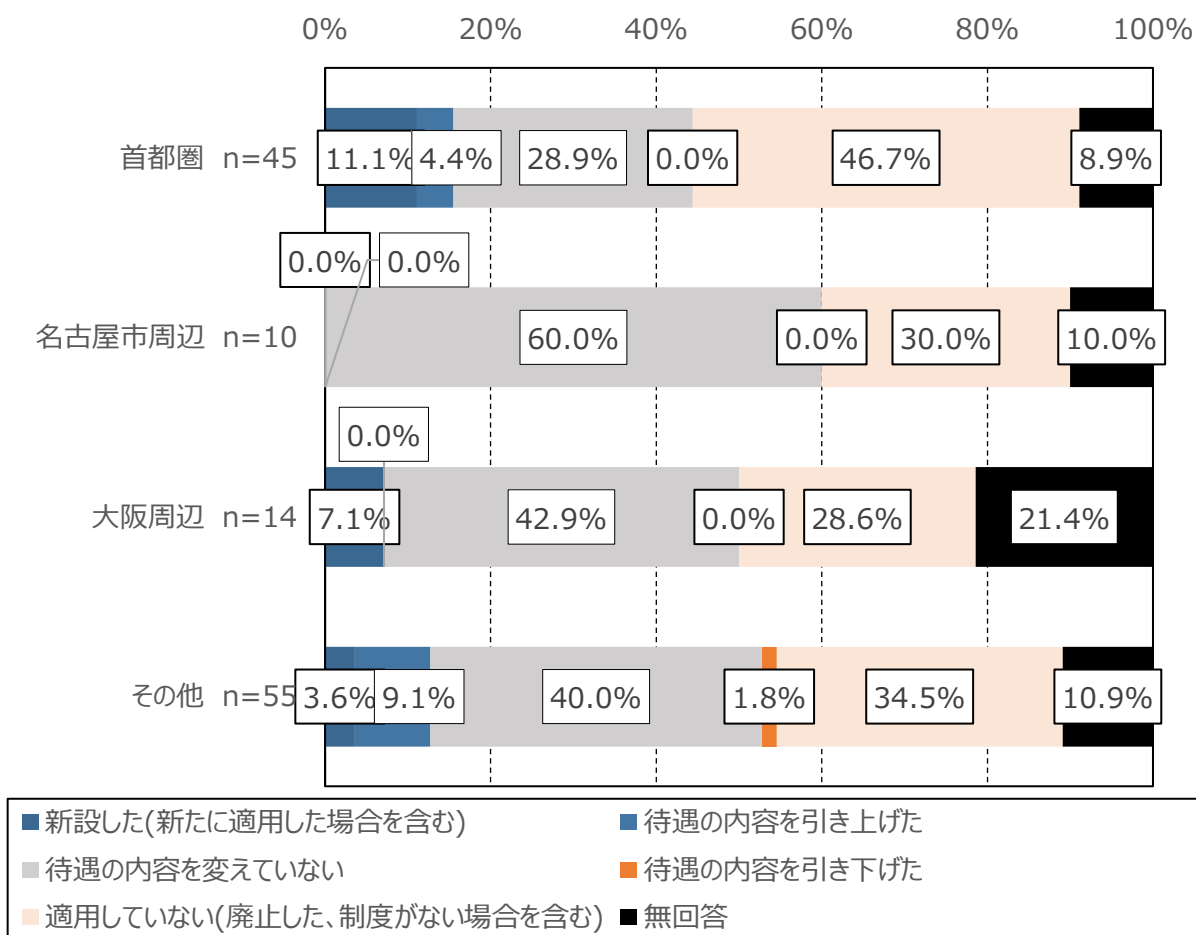 0% 20% 40% 60% 80% 100%
首都圏 n=45 11.1% 4.4% 28.9% 0.0% 46.7% 8.9%
0.0% 0.0%
名古屋市周辺 n=10 60.0% 0.0% 30.0% 10.0%
0.0%
大阪周辺 n=14 7.1% 42.9% 0.0% 28.6% 21.4%
その他 n=55 3.6% 9.1% 40.0% 1.8% 34.5% 10.9%
新設した(新たに適用した場合を含む) 待遇の内容を引き上げた
待遇の内容を変えていない 待遇の内容を引き下げた
適用していない(廃止した、制度がない場合を含む) 無回答